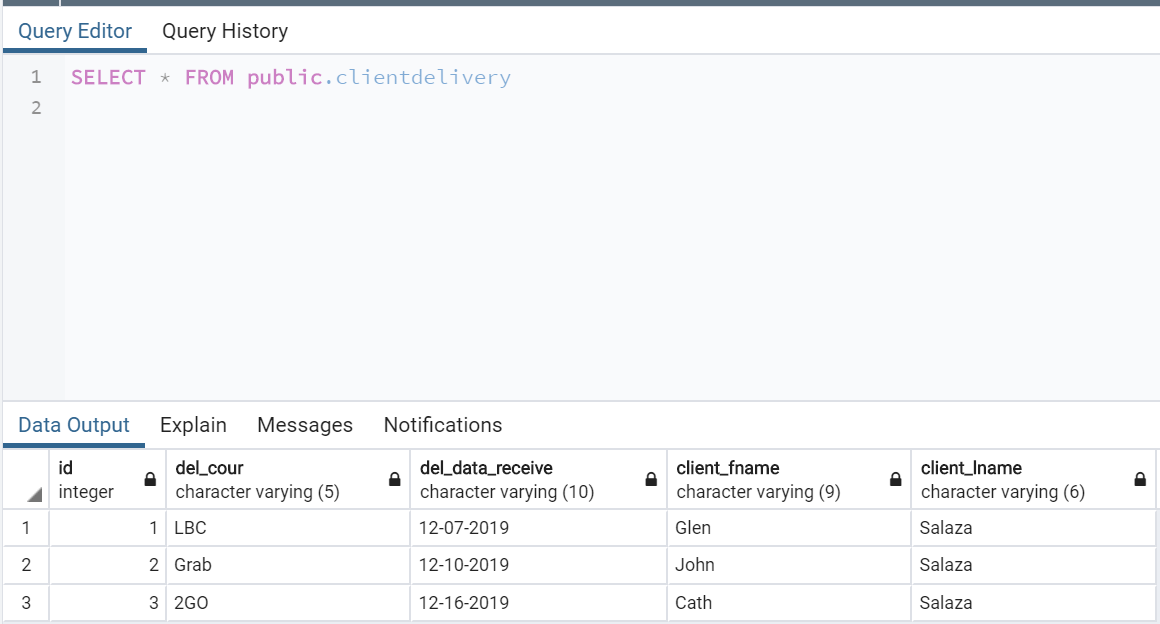 Query Editor Query History
1 SELECT * FROM public.clientdelivery
2
Data Output Explain Messages Notifications
id del_cour del_data_receive client_fname client_lname
integer character varying (5) character varying (10) character varying (9) character varying (6)
1 1 LBC 12-07-2019 Glen Salaza
2 2 Grab 12-10-2019 John Salaza
3 3 2GO 12-16-2019 Cath Salaza